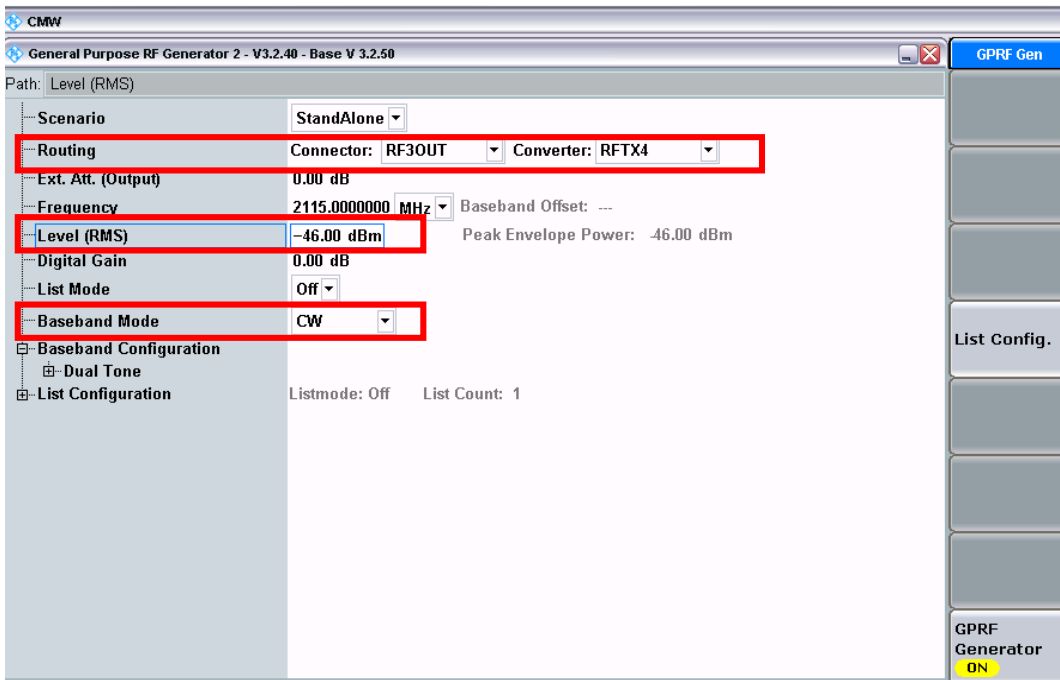 CMW
General Purpose RF Generator 2 - V3.2.40 - Base V 3.2.50
GPRF Gen
Path: Level (RMS)
Scenario StandAlone
Routing Connector: RF3OUT Converter: RFTX4
Ext. Att. (Output) 0.00 dB
Frequency 2115.0000000 MHz Baseband Offset: ---
Level (RMS) -46.00 dBm Peak Envelope Power: -46.00 dBm
Digital Gain 0.00 dB
List Mode Off
Baseband Mode CW
Baseband Configuration
Dual Tone
List Configuration Listmode: Off List Count: 1
List Config.
GPRF
Generator
ON